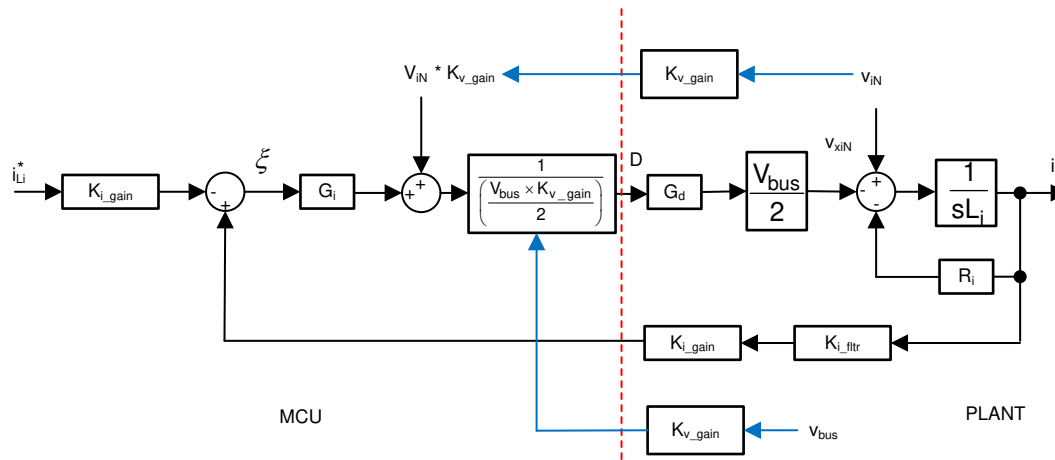 V_iN * K_v_gain
K_v_gain
v_iN
v_xiN
i_Li^*
K_i_gain
-
+
ξ
G_i
+
+
1
(V_bus × K_v_gain
2)
D
G_d
V_bus
2
-
+
-
1
sL_i
i
R_i
K_i_gain
K_i_fltr
MCU
PLANT
K_v_gain
v_bus